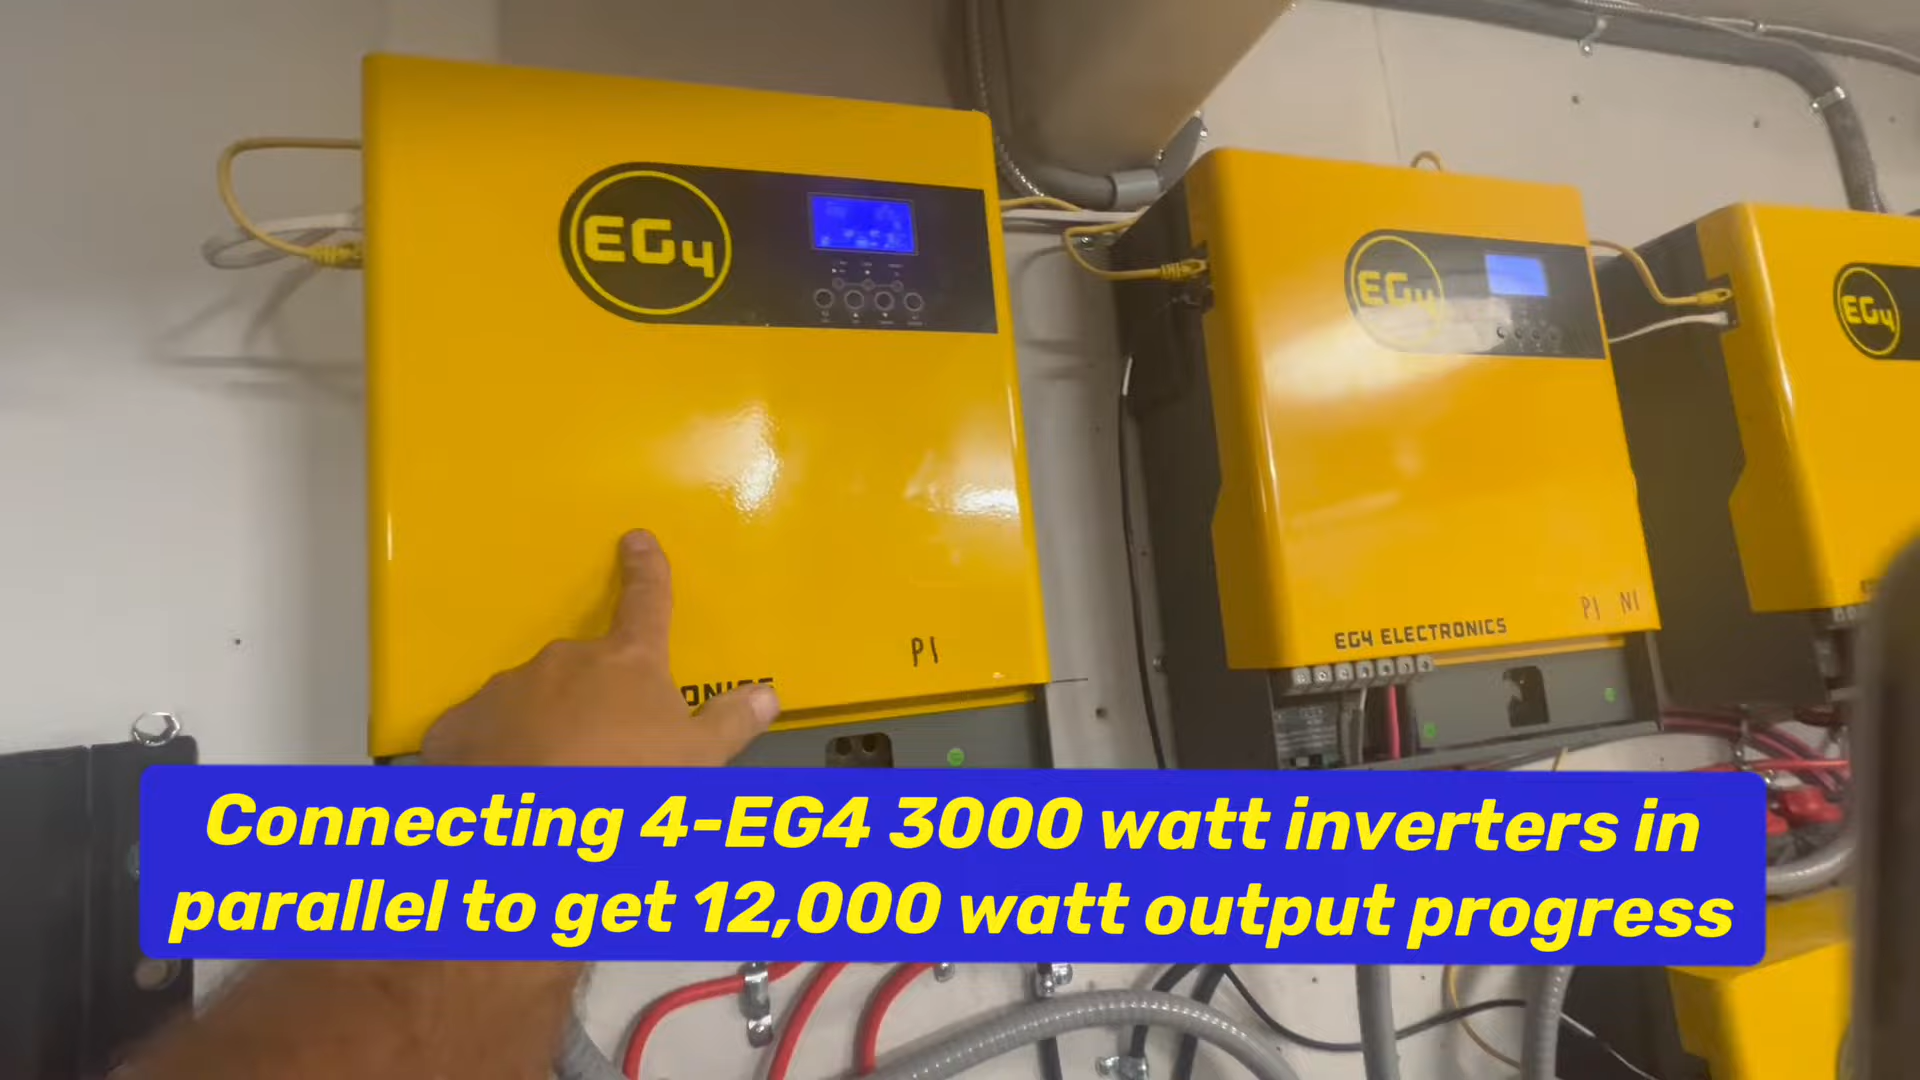 EG4
EG4
EG4
P1
ONICS
P1 N1
EG4 ELECTRONICS
Connecting 4-EG4 3000 watt inverters in
parallel to get 12,000 watt output progress